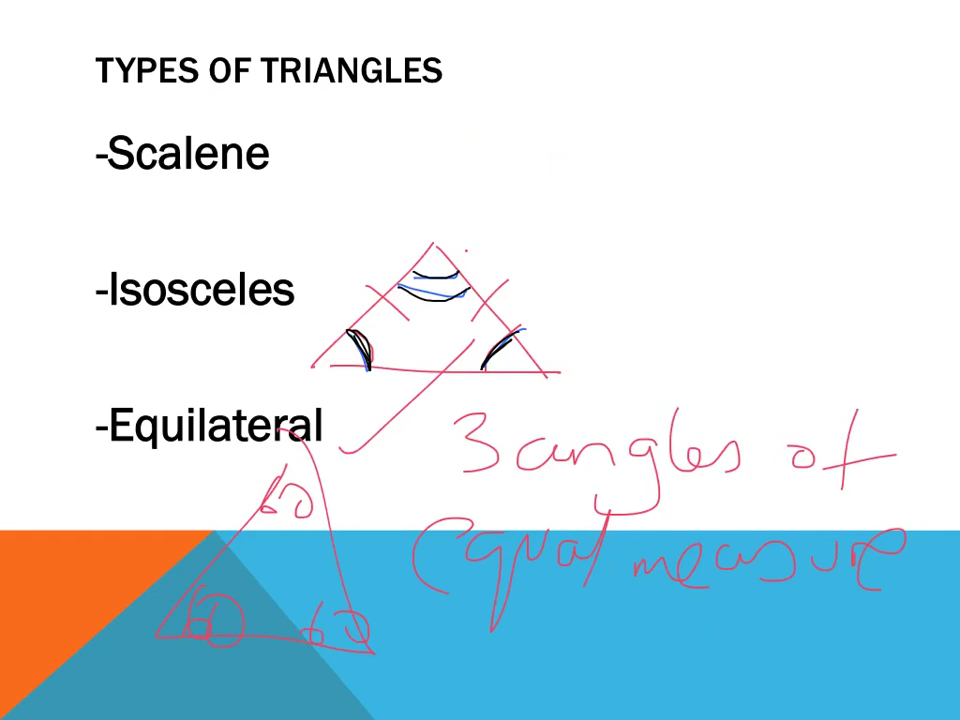 TYPES OF TRIANGLES
-Scalene
-Isosceles
-Equilateral
3 angles of
equal measure
60
60 60